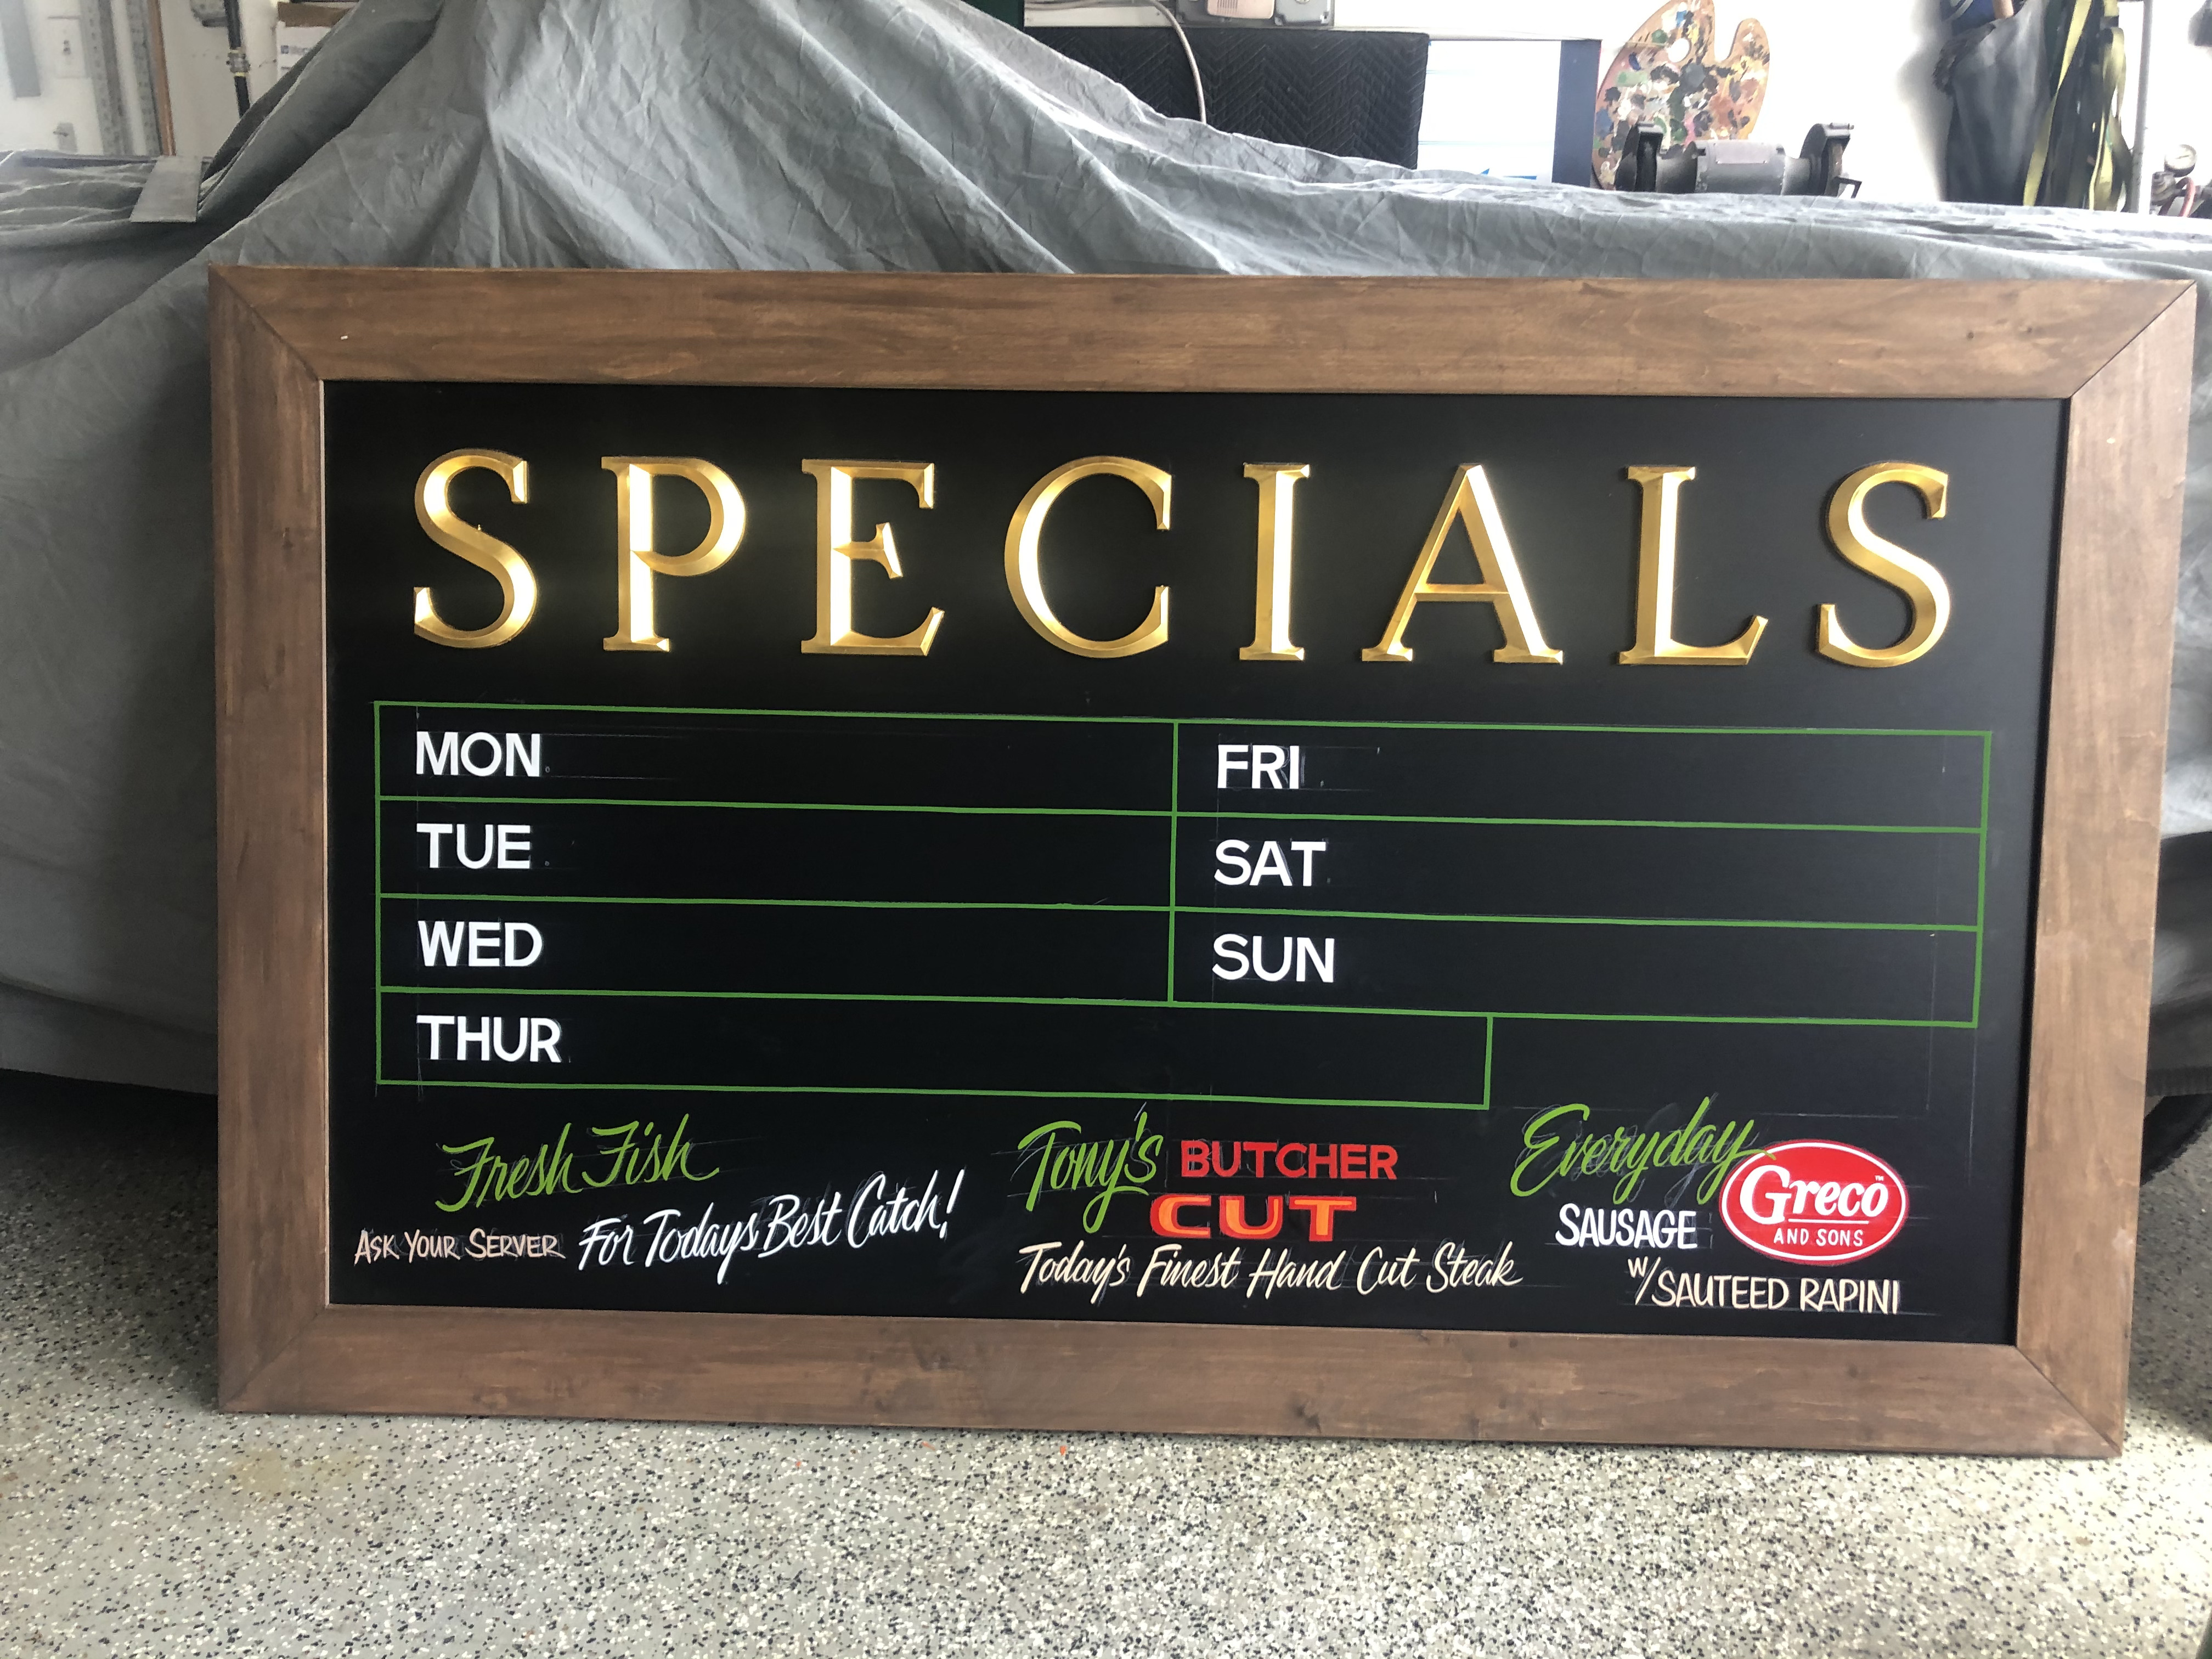 SPECIALS
MON
TUE
WED
THUR
FRI
SAT
SUN
Fresh Fish
ASK YOUR SERVER For Todays Best Catch!
Tony's BUTCHER
CUT
Today's Finest Hand Cut Steak
Everyday
SAUSAGE
Greco™
AND SONS
W/SAUTEED RAPINI